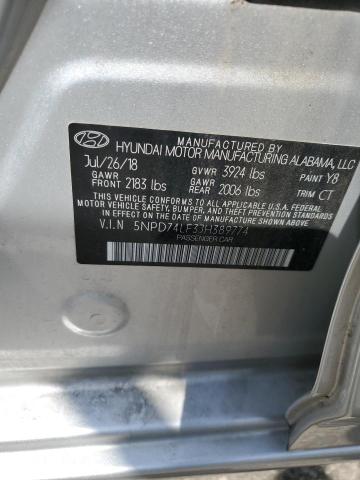 MANUFACTURED BY
HYUNDAI MOTOR MANUFACTURING ALABAMA, LLC
Jul/26/18 GVWR 3924 lbs PAINT Y8
GAWR FRONT 2183 lbs GAWR REAR 2006 lbs TRIM CT
THIS VEHICLE CONFORMS TO ALL APPLICABLE FEDERAL
MOTOR VEHICLE SAFETY, BUMPER, AND THEFT PREVENTION
STANDARDS IN EFFECT ON THE DATE OF MANUFACTURE SHOWN ABOVE.
V.I.N 5NPD74LF3JH389774
PASSENGER CAR